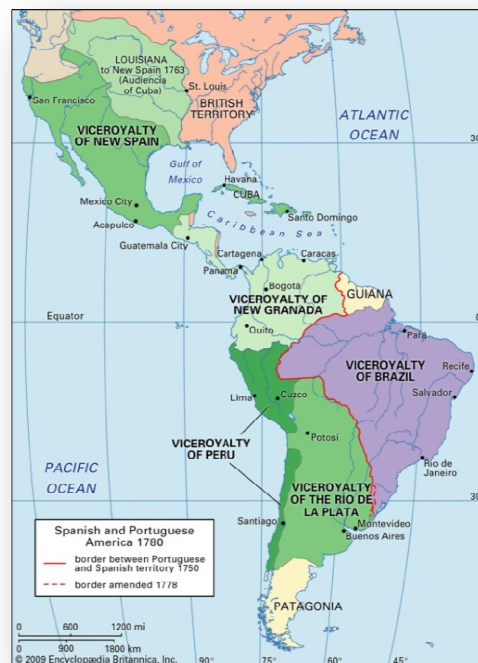 LOUISIANA
to New Spain 1763
(Audiencia
of Cuba)
St. Louis
BRITISH
TERRITORY
San Francisco
VICEROYALTY
OF NEW SPAIN
ATLANTIC
OCEAN
30°
Gulf of
Mexico
Havana
CUBA
Mexico City
Santo Domingo
Acapulco
Caribbean Sea
Guatemala City
Cartagena
Caracas
Panama
Bogotá
GUIANA
VICEROYALTY OF
NEW GRANADA
Equator
0°
Quito
Pará
VICEROYALTY
OF BRAZIL
Recife
Lima
Cuzco
Salvador
VICEROYALTY
OF PERU
Potosí
PACIFIC
OCEAN
Rio de
Janeiro
VICEROYALTY
OF THE RÍO DE
LA PLATA
30°
Santiago
Montevideo
Buenos Aires
Spanish and Portuguese
America 1780
border between Portuguese
and Spanish territory 1750
border amended 1778
PATAGONIA
0 600 1200 mi
0 900 1800 km
© 2009 Encyclopædia Britannica, Inc.
90° 75° 60° 45°